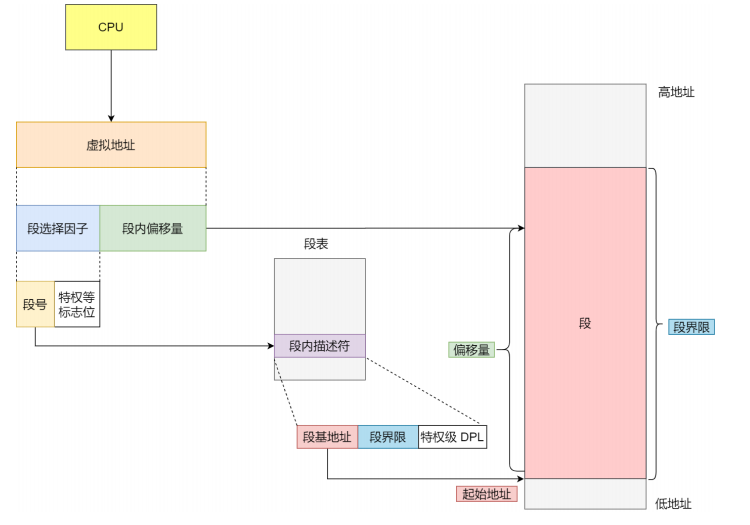 CPU
高地址
虚拟地址
段选择因子
段内偏移量
段表
段号
特权等
标志位
段
段界限
段内描述符
偏移量
段基地址
段界限
特权级 DPL
起始地址
低地址